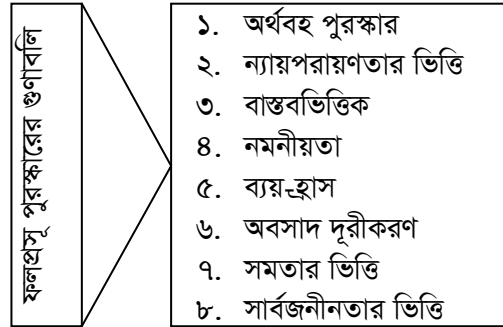 ফলপ্রসূ পুরস্কারের গুণাবলি
১. অর্থবহ পুরস্কার
২. ন্যায়পরায়ণতার ভিত্তি
৩. বাস্তবভিত্তিক
৪. নমনীয়তা
৫. ব্যয়-হ্রাস
৬. অবসাদ দূরীকরণ
৭. সমতার ভিত্তি
৮. সার্বজনীনতার ভিত্তি